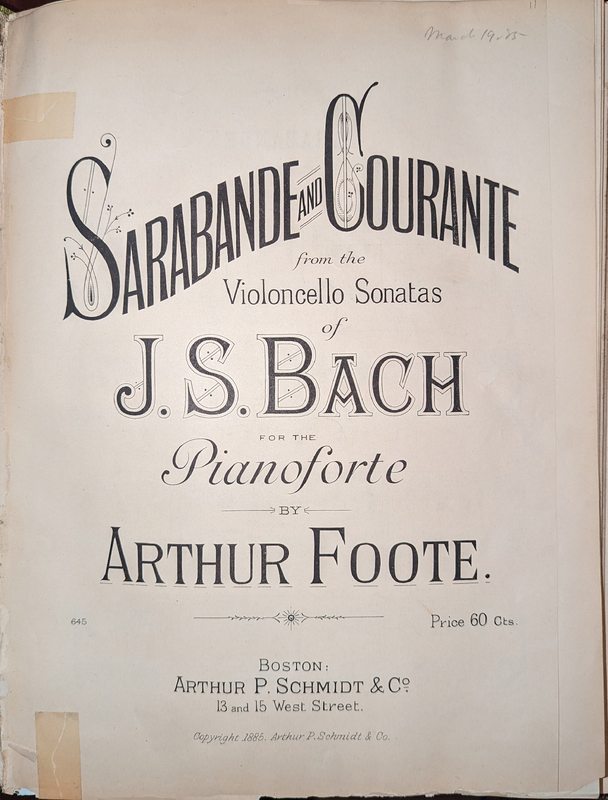 March 19.85
SARABANDE AND COURANTE
from the
Violoncello Sonatas
of
J. S. BACH
FOR THE
Pianoforte
BY
ARTHUR FOOTE.
645
Price 60 Cts.
BOSTON:
ARTHUR P. SCHMIDT & Co.
13 and 15 West Street.
Copyright 1885. Arthur P. Schmidt & Co.